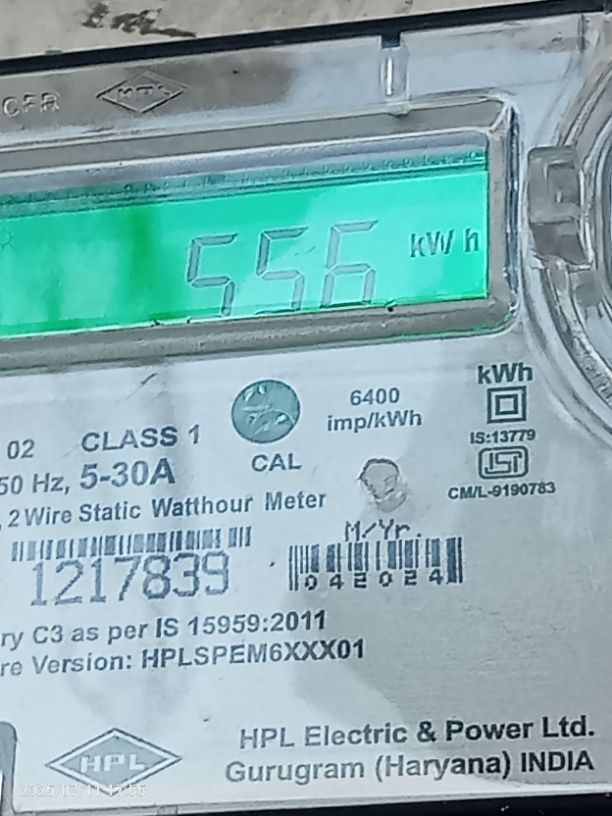 CFR HPL
556 kWh
02 CLASS 1
CAL
6400
imp/kWh
kWh
IS:13779
ISI
CM/L-9190783
50 Hz, 5-30A
, 2 Wire Static Watthour Meter
M/Yr.
1217839
042024
ry C3 as per IS 15959:2011
re Version: HPLSPEM6XXX01
HPL
HPL Electric & Power Ltd.
Gurugram (Haryana) INDIA